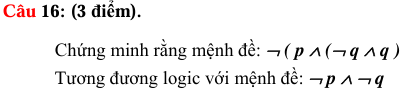 Câu 16: (3 điểm).
Chứng minh rằng mệnh đề: ¬ ( p ∧ (¬ q ∧ q )
Tương đương logic với mệnh đề: ¬ p ∧ ¬ q